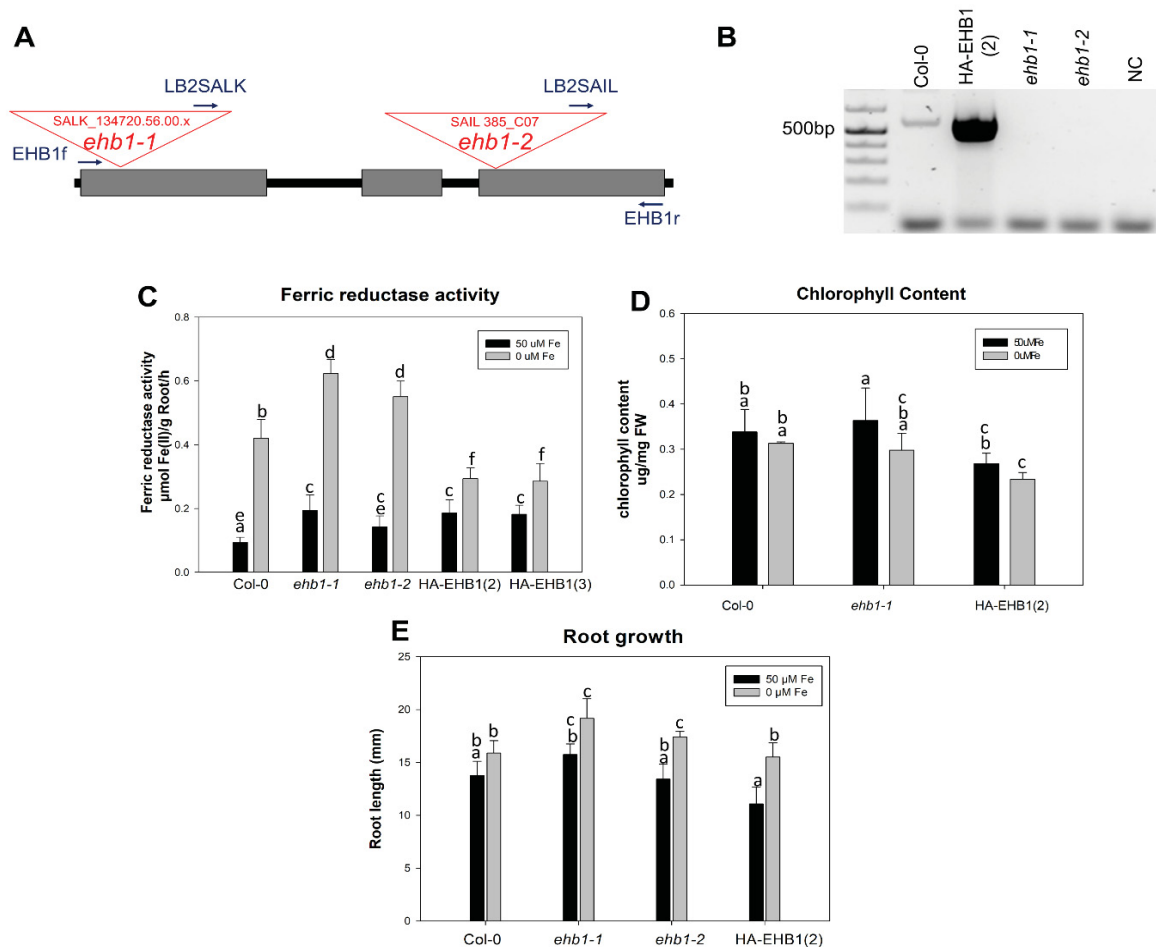 A
LB2SALK
LB2SAIL
SALK_134720.56.00.x
SAIL 385_C07
ehb1-1
ehb1-2
EHB1f
EHB1r
B
Col-0
HA-EHB1
(2)
ehb1-1
ehb1-2
NC
500bp
C
Ferric reductase activity
Ferric reductase activity
µmol Fe(II)/g Root/h
0.8
0.6
0.4
0.2
0.0
50 uM Fe
0 uM Fe
e
a
b
c
d
c
e
d
c
f
c
f
Col-0
ehb1-1
ehb1-2
HA-EHB1(2)
HA-EHB1(3)
D
Chlorophyll Content
chlorophyll content
ug/mg FW
0.6
0.5
0.4
0.3
0.2
0.1
0.0
50uMFe
0uMFe
b
a
b
a
a
c
b
a
c
b
c
Col-0
ehb1-1
HA-EHB1(2)
E
Root growth
Root length (mm)
25
20
15
10
5
0
50 µM Fe
0 µM Fe
b
a
b
c
b
c
b
a
c
a
b
Col-0
ehb1-1
ehb1-2
HA-EHB1(2)